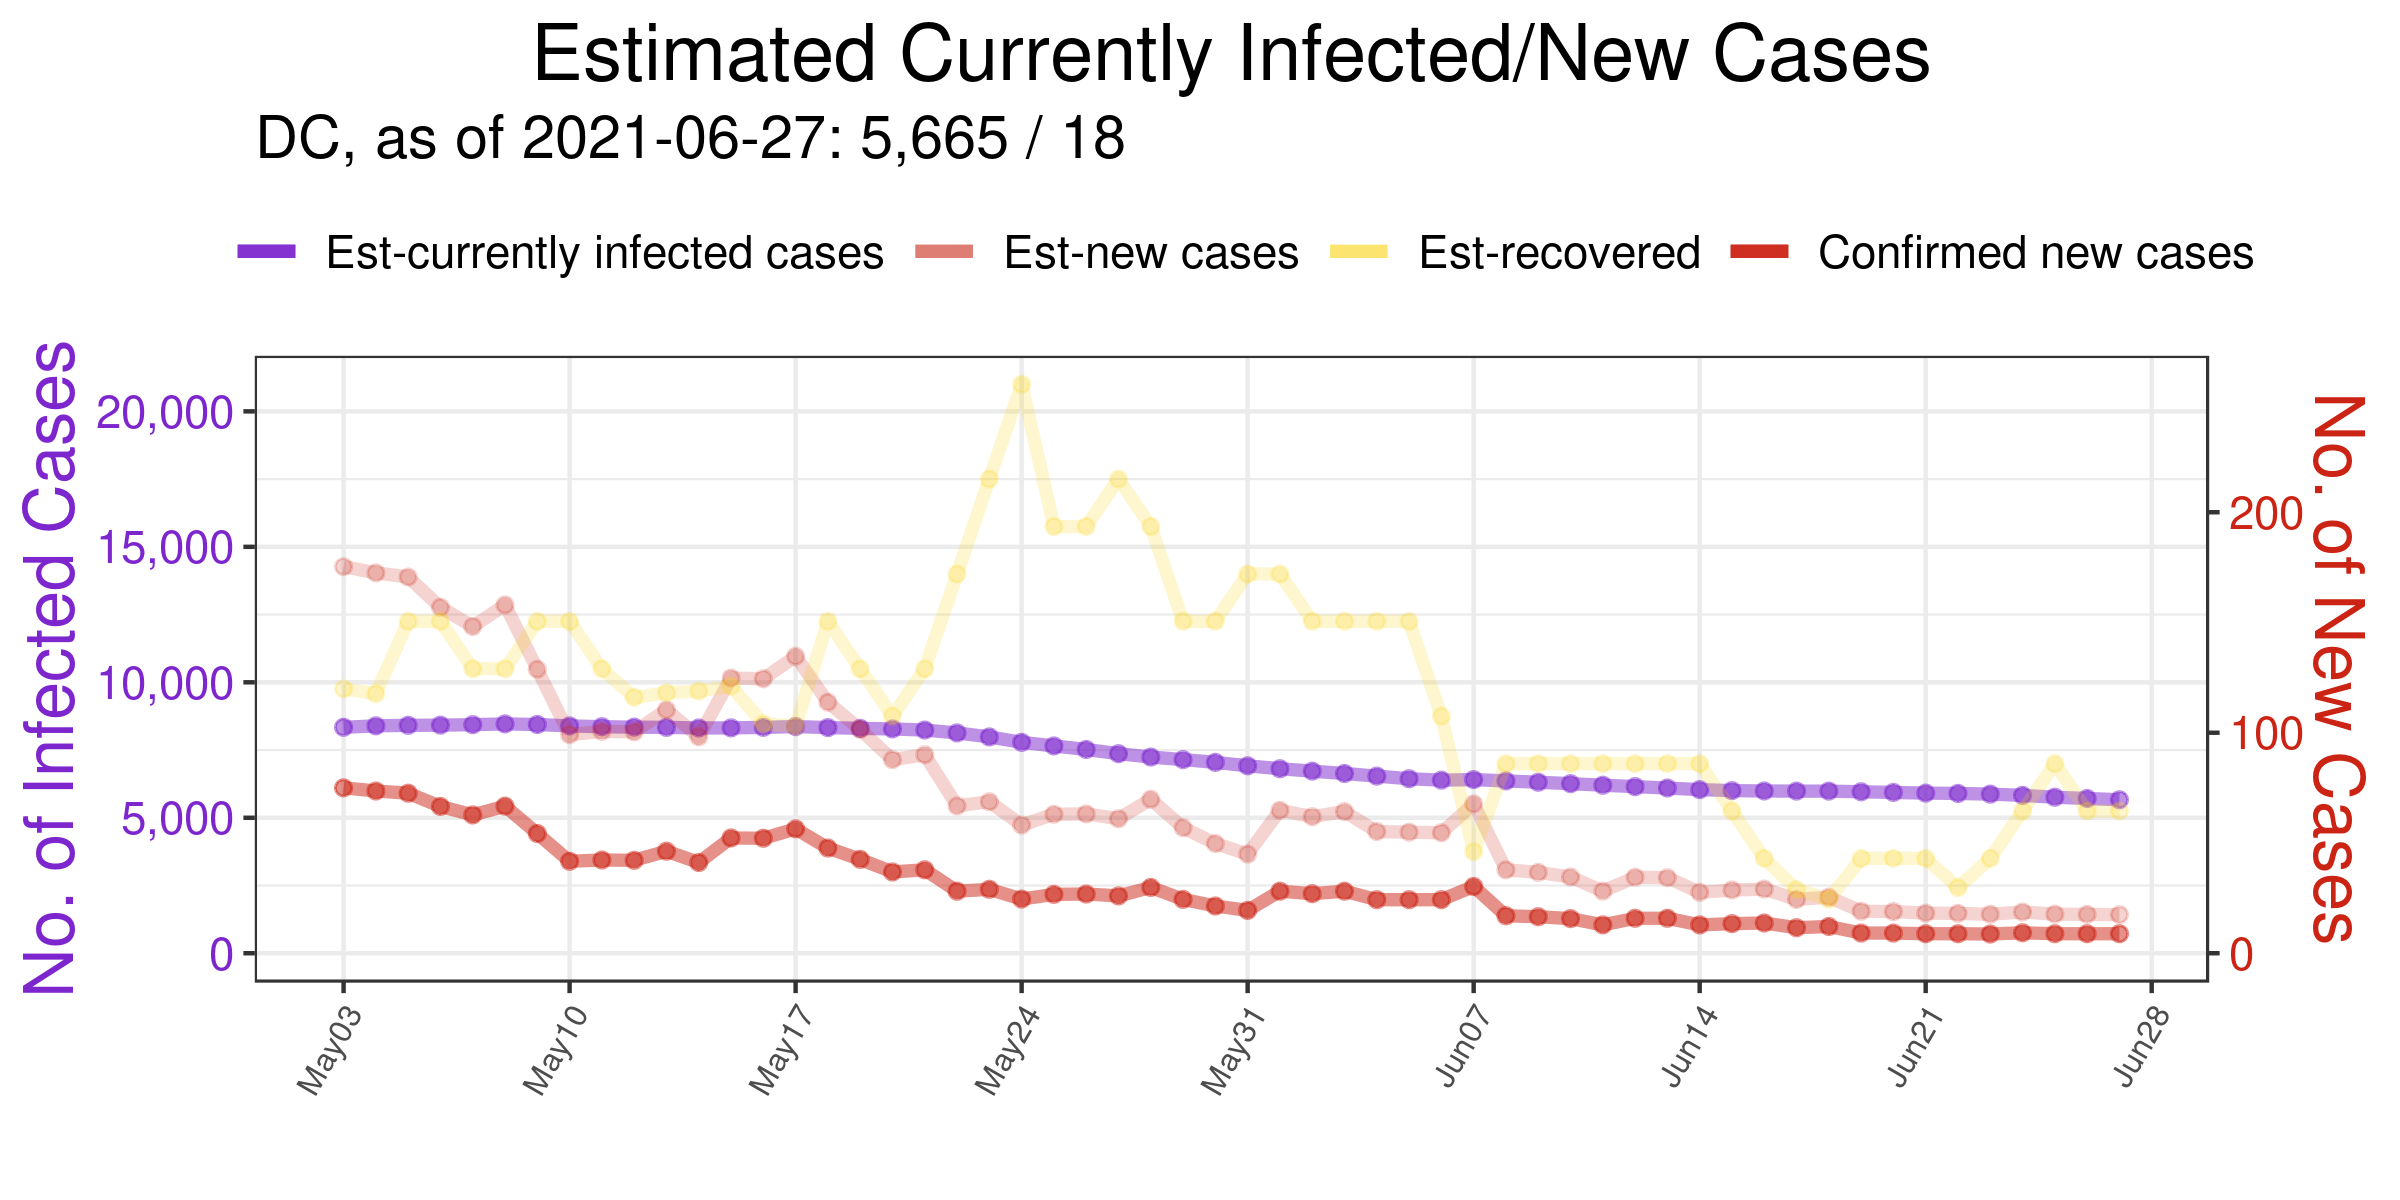 Estimated Currently Infected/New Cases
DC, as of 2021-06-27: 5,665 / 18
Est-currently infected cases Est-new cases Est-recovered Confirmed new cases
No. of Infected Cases
20,000
15,000
10,000
5,000
0
200
100
0
No. of New Cases
May03 May10 May17 May24 May31 Jun07 Jun14 Jun21 Jun28